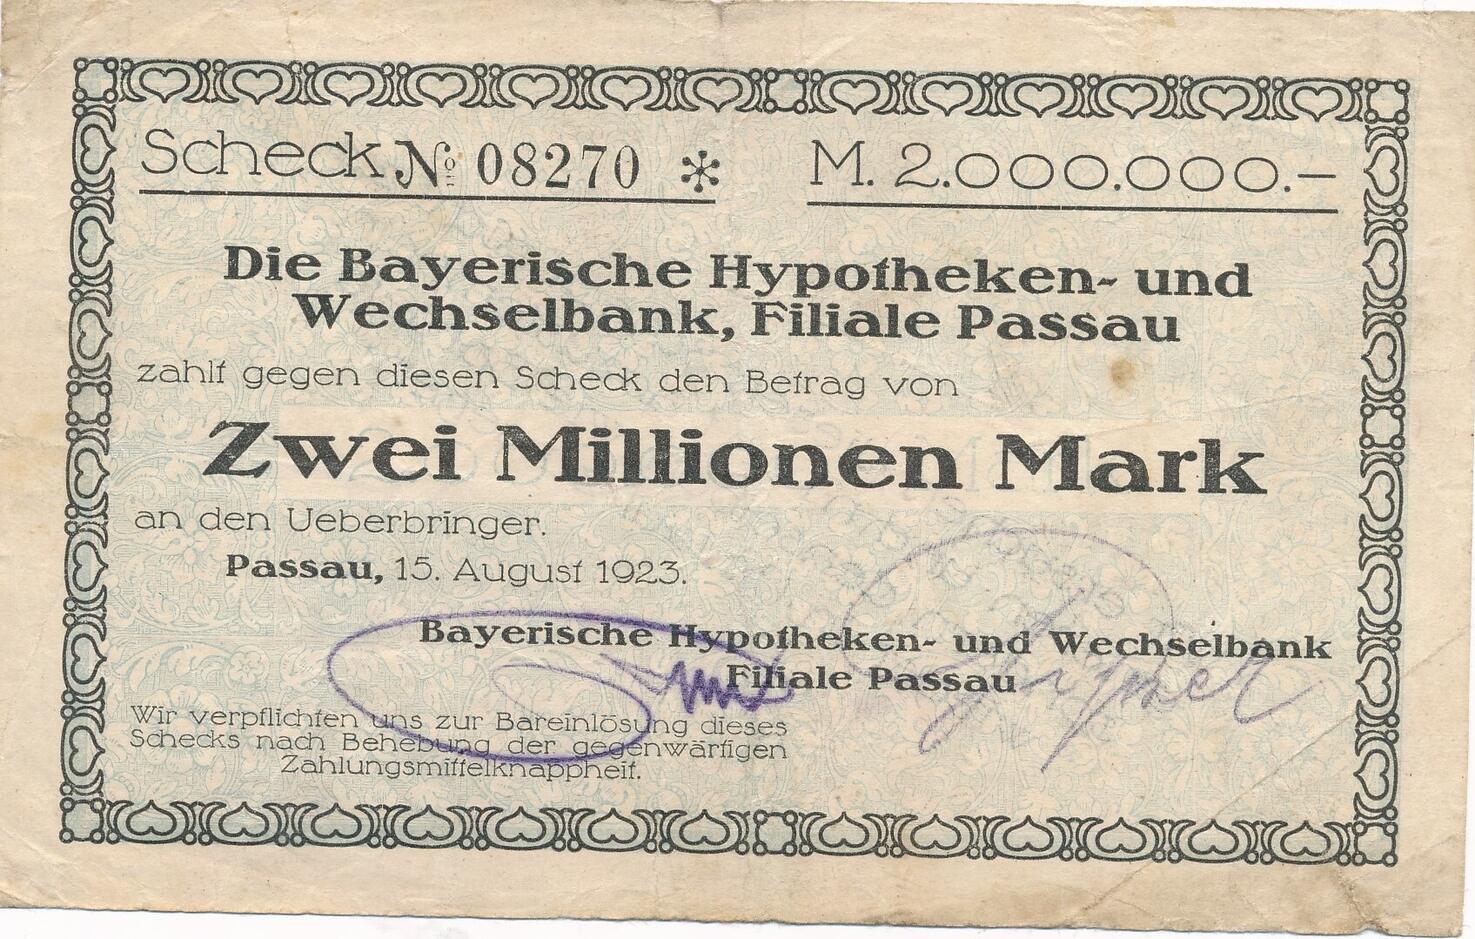 Scheck No 08270 * M. 2.000.000.–
Die Bayerische Hypotheken- und
Wechselbank, Filiale Passau
zahlt gegen diesen Scheck den Betrag von
Zwei Millionen Mark
an den Ueberbringer.
Passau, 15. August 1923.
Bayerische Hypotheken- und Wechselbank
Filiale Passau
Wir verpflichten uns zur Bareinlösung dieses
Schecks nach Behebung der gegenwärtigen
Zahlungsmittelknappheit.